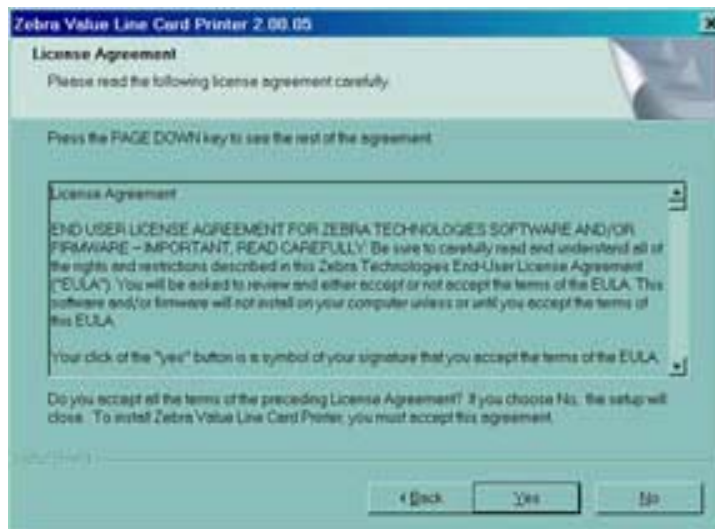 Zebra Value Line Card Printer 2.00.05
License Agreement
Please read the following license agreement carefully.
Press the PAGE DOWN key to see the rest of the agreement.
License Agreement
END USER LICENSE AGREEMENT FOR ZEBRA TECHNOLOGIES SOFTWARE AND/OR
FIRMWARE – IMPORTANT, READ CAREFULLY: Be sure to carefully read and understand all of
the rights and restrictions described in this Zebra Technologies End-User License Agreement
("EULA"). You will be asked to review and either accept or not accept the terms of the EULA. This
software and/or firmware will not install on your computer unless or until you accept the terms of
this EULA.
Your click of the "yes" button is a symbol of your signature that you accept the terms of the EULA.
Do you accept all the terms of the preceding License Agreement? If you choose No, the setup will
close. To install Zebra Value Line Card Printer, you must accept this agreement.
< Back
Yes
No